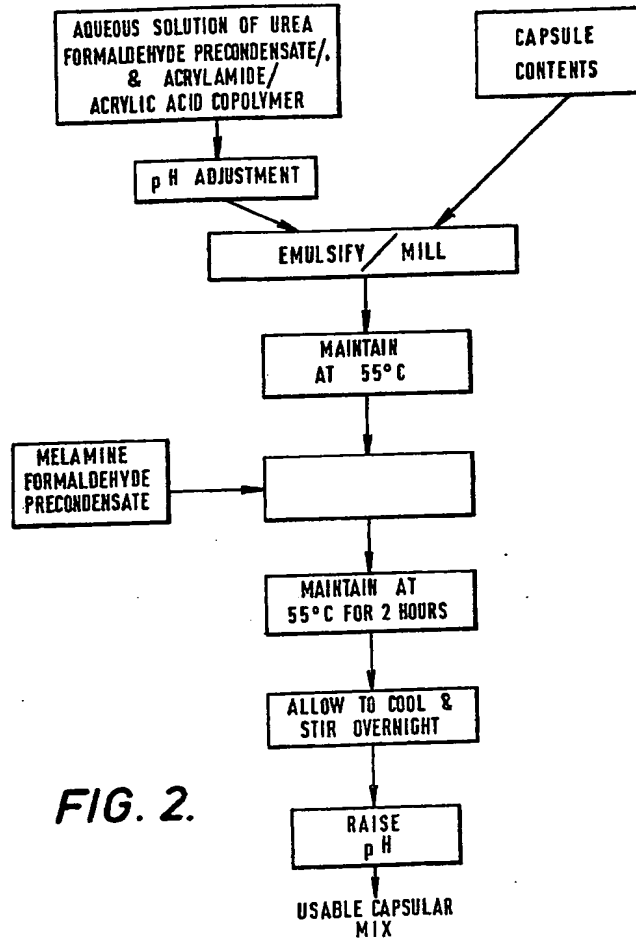 AQUEOUS SOLUTION OF UREA
FORMALDEHYDE PRECONDENSATE/.
& ACRYLAMIDE/
ACRYLIC ACID COPOLYMER
CAPSULE
CONTENTS
pH ADJUSTMENT
EMULSIFY / MILL
MAINTAIN
AT 55°C
MELAMINE
FORMALDEHYDE
PRECONDENSATE
MAINTAIN AT
55°C FOR 2 HOURS
ALLOW TO COOL &
STIR OVERNIGHT
FIG. 2.
RAISE
pH
USABLE CAPSULAR
MIX